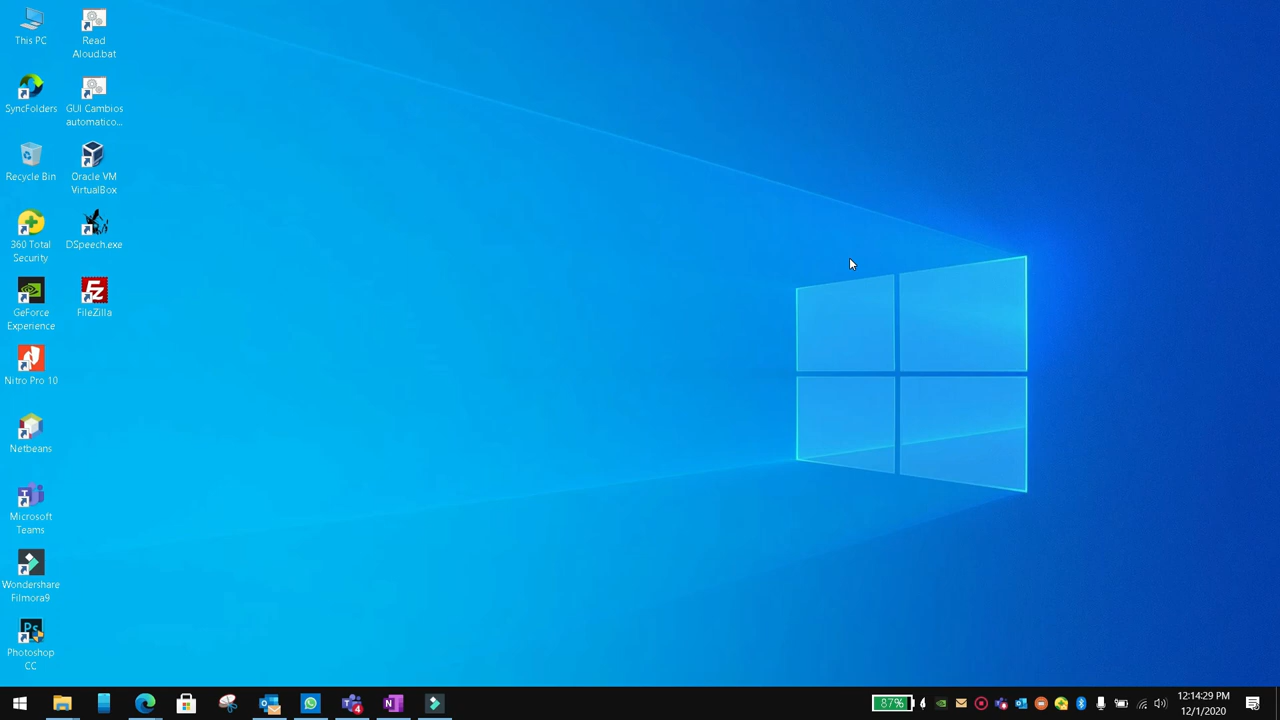 This PC
Read
Aloud.bat
SyncFolders
GUI Cambios
automatico...
Recycle Bin
Oracle VM
VirtualBox
360 Total
Security
DSpeech.exe
GeForce
Experience
FileZilla
Nitro Pro 10
Netbeans
Microsoft
Teams
Wondershare
Filmora9
Photoshop
CC
87%
12:14:29 PM
12/1/2020